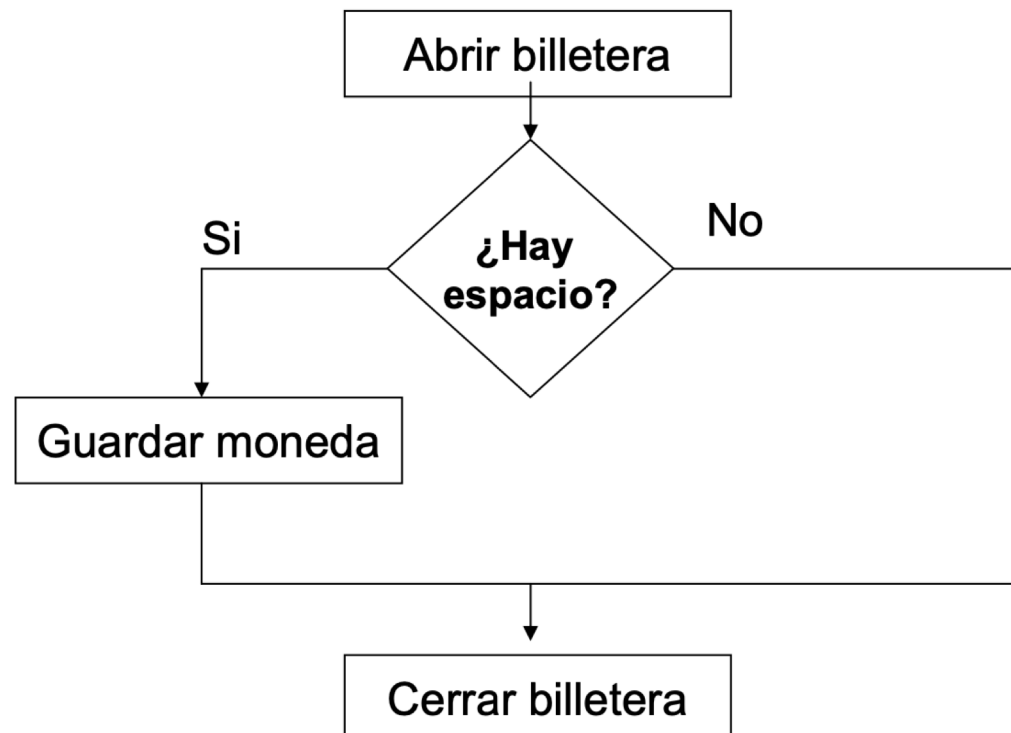 Abrir billetera
Si
No
¿Hay
espacio?
Guardar moneda
Cerrar billetera